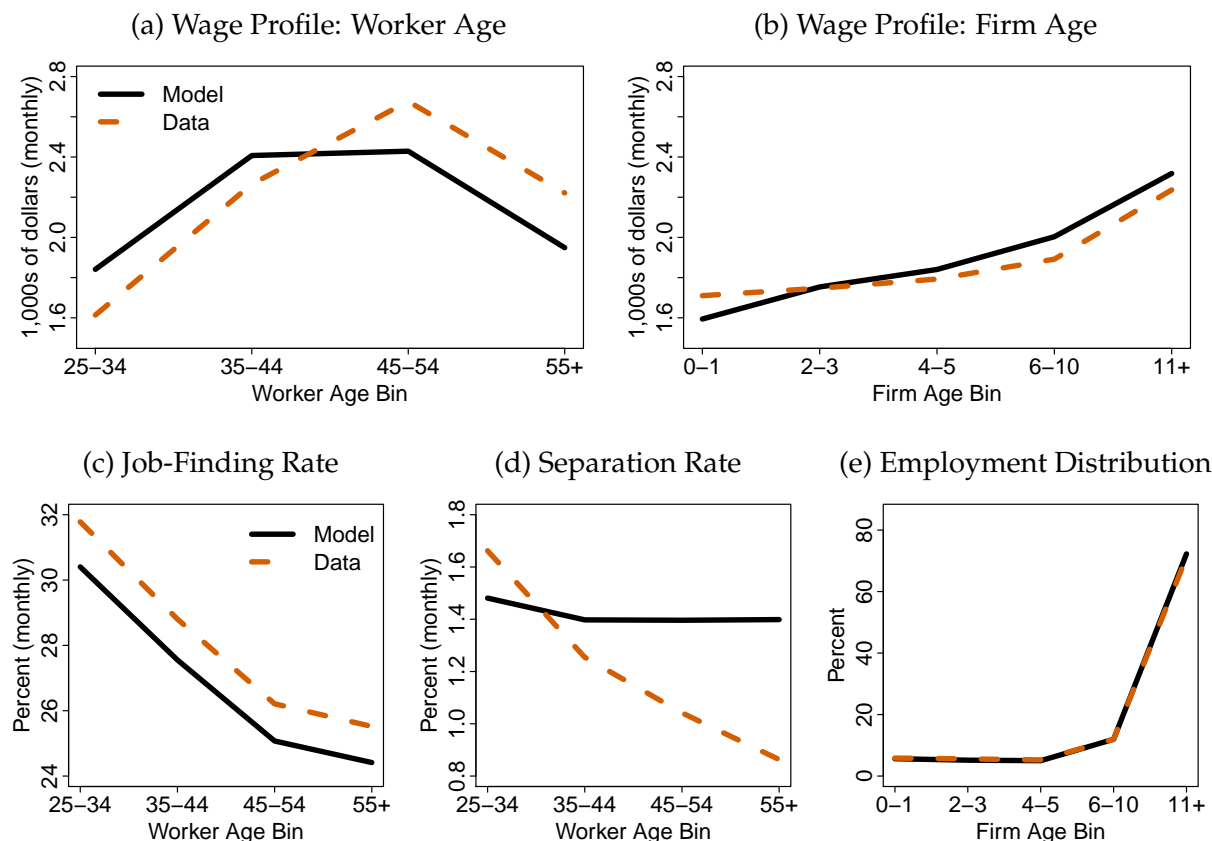 (a) Wage Profile: Worker Age
1,000s of dollars (monthly)
2.8
2.4
2.0
1.6
Model
Data
25–34 35–44 45–54 55+
Worker Age Bin
(b) Wage Profile: Firm Age
1,000s of dollars (monthly)
2.8
2.4
2.0
1.6
0–1 2–3 4–5 6–10 11+
Firm Age Bin
(c) Job-Finding Rate
Percent (monthly)
32
30
28
26
24
Model
Data
25–34 35–44 45–54 55+
Worker Age Bin
(d) Separation Rate
Percent (monthly)
1.8
1.6
1.4
1.2
1.0
0.8
25–34 35–44 45–54 55+
Worker Age Bin
(e) Employment Distribution
Percent
80
60
40
20
0
0–1 2–3 4–5 6–10 11+
Firm Age Bin